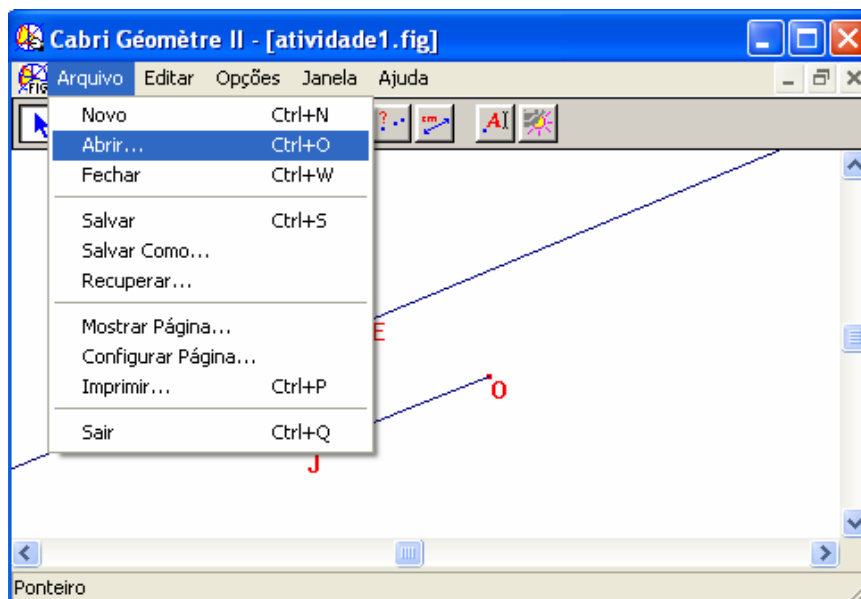 Cabri Géomètre II - [atividade1.fig]
Arquivo Editar Opções Janela Ajuda
Novo Ctrl+N
Abrir... Ctrl+O
Fechar Ctrl+W
Salvar Ctrl+S
Salvar Como...
Recuperar...
Mostrar Página...
Configurar Página...
Imprimir... Ctrl+P
Sair Ctrl+Q
? cm A
E
O
J
Ponteiro